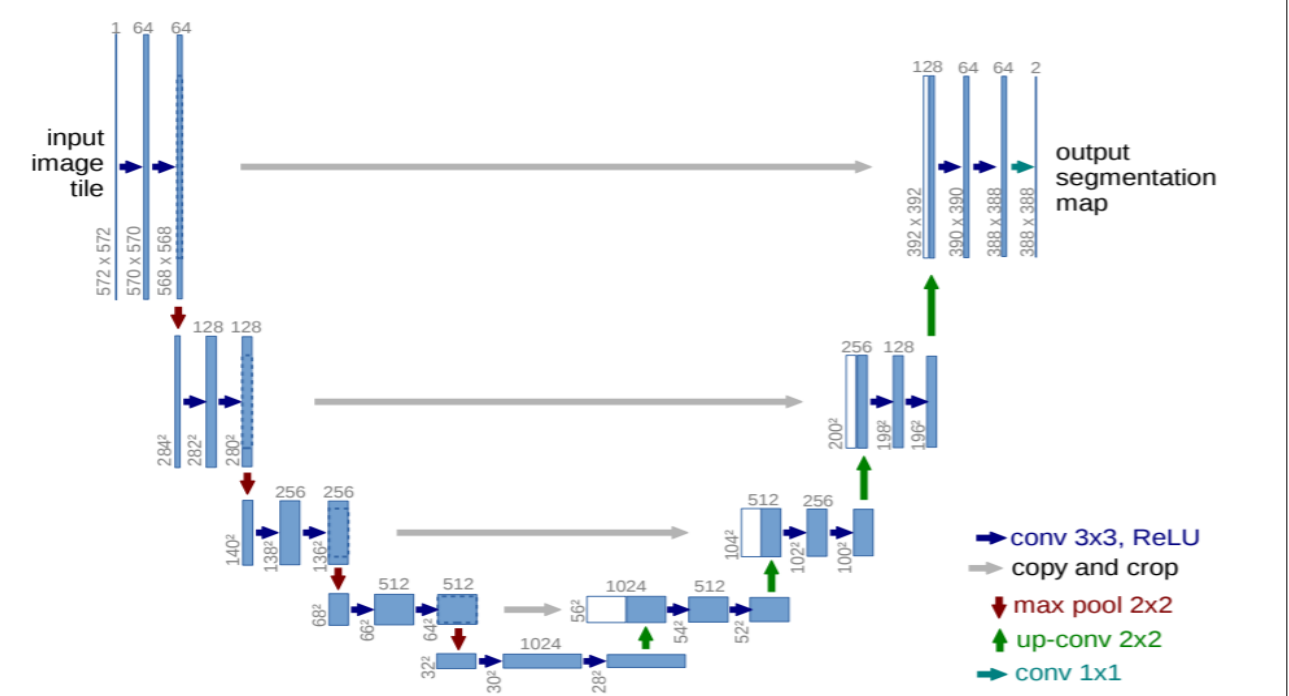 1 64 64
128 64 64 2
input
image
tile
output
segmentation
map
572 x 572
570 x 570
568 x 568
392 x 392
390 x 390
388 x 388
388 x 388
128 128
256 128
284²
282²
280²
200²
198²
196²
256 256
512 256
140²
138²
136²
104²
102²
100²
512 512
1024 512
68²
66²
64²
56²
54²
52²
1024
32²
30²
28²
conv 3x3, ReLU
copy and crop
max pool 2x2
up-conv 2x2
conv 1x1